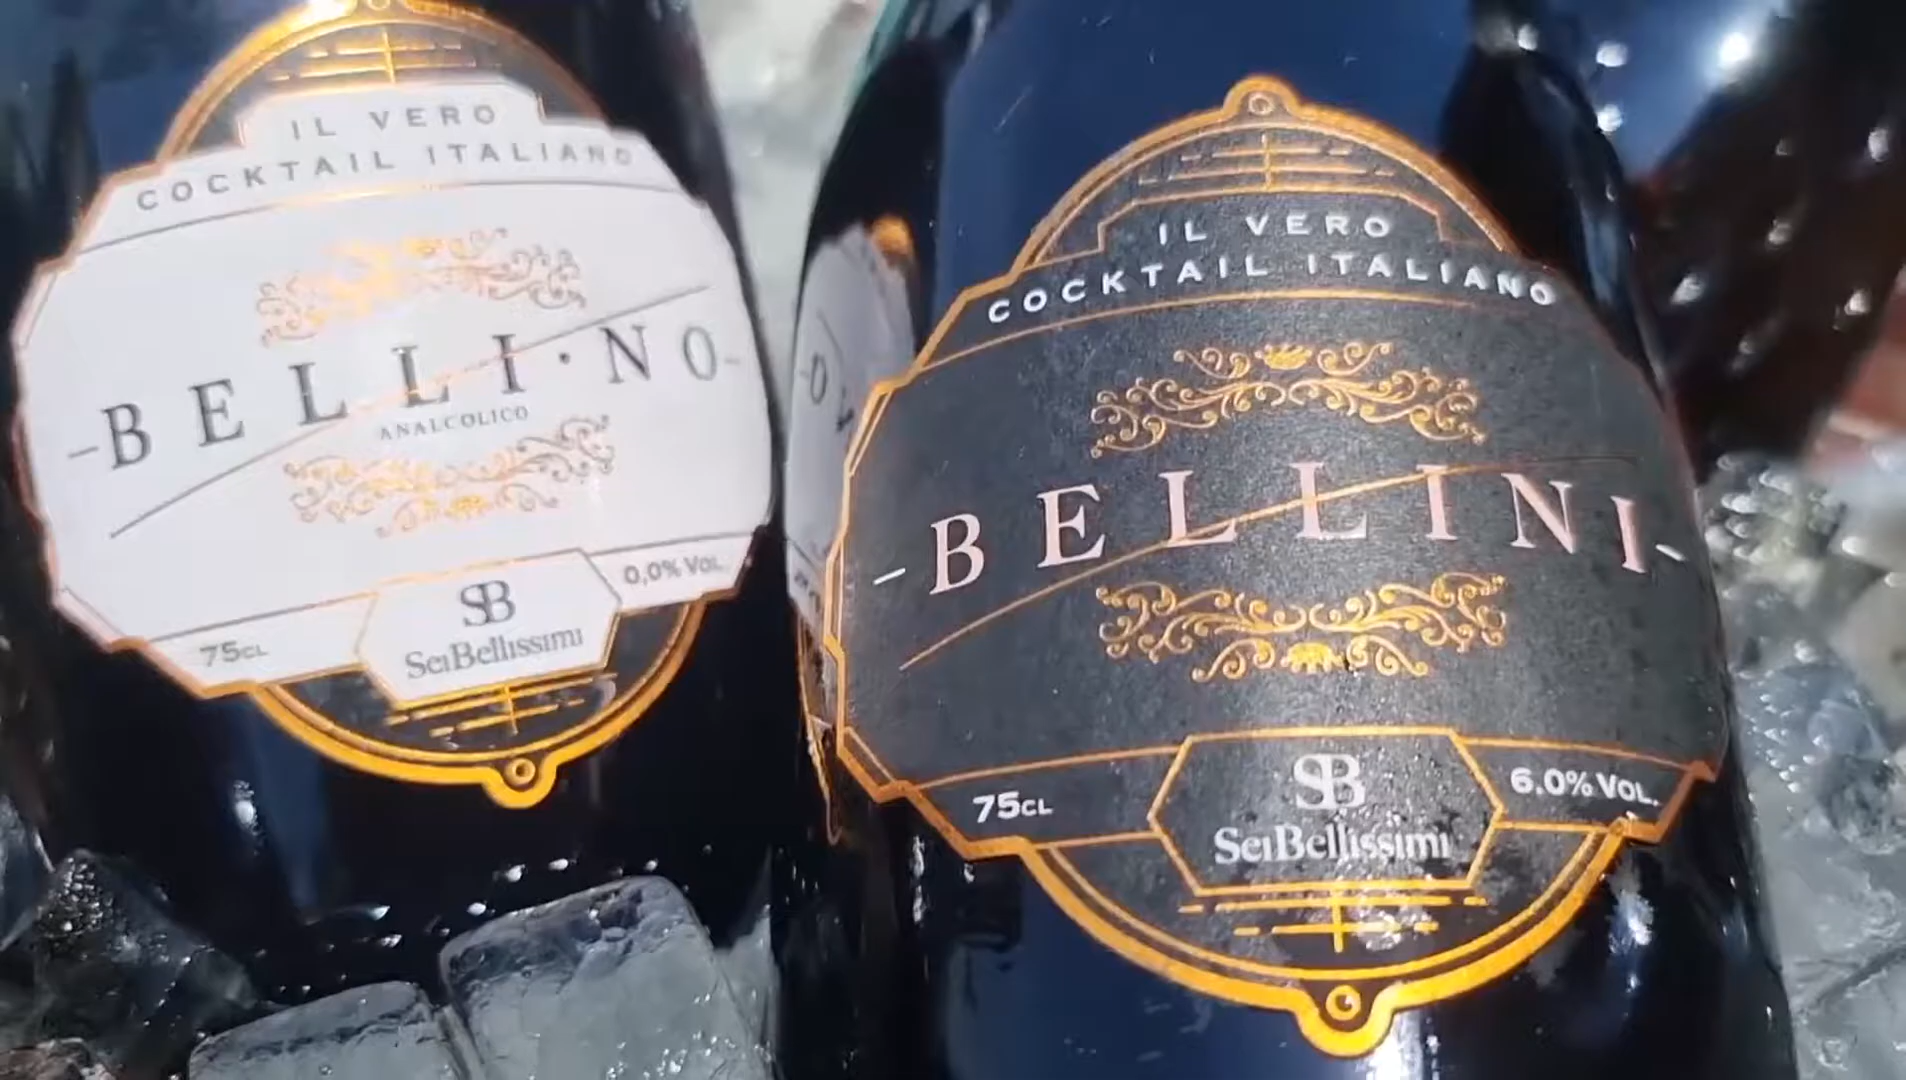 IL VERO
COCKTAIL ITALIANO
-BELLI·NO-
ANALCOLICO
75CL
SB
SeiBellissimi
0,0% VOL.
IL VERO
COCKTAIL ITALIANO
-BELLINI-
75CL
SB
SeiBellissimi
6.0% VOL.